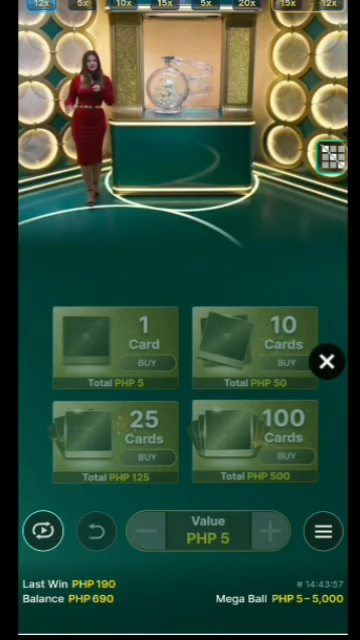 12x 5x 10x 15x 5x 20x 15x 12x
1
Card
BUY
Total PHP 5
10
Cards
BUY
Total PHP 50
25
Cards
BUY
Total PHP 125
100
Cards
BUY
Total PHP 500
Value
PHP 5
Last Win PHP 190
# 14:43:57
Balance PHP 690
Mega Ball PHP 5–5,000